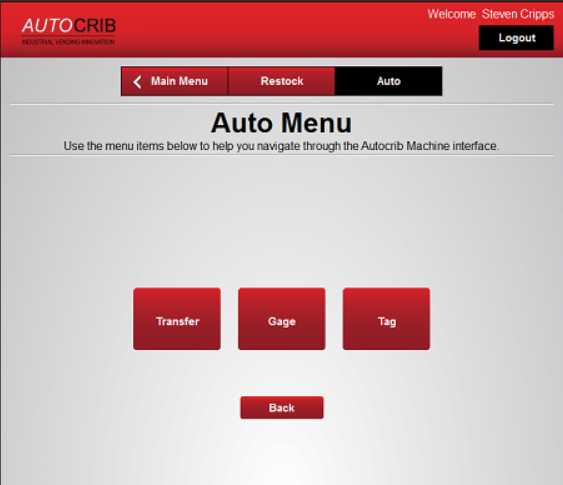 Welcome Steven Cripps
AUTOCRIB
INDUSTRIAL VENDING INNOVATION
Logout
Main Menu
Restock
Auto
Auto Menu
Use the menu items below to help you navigate through the Autocrib Machine interface.
Transfer
Gage
Tag
Back